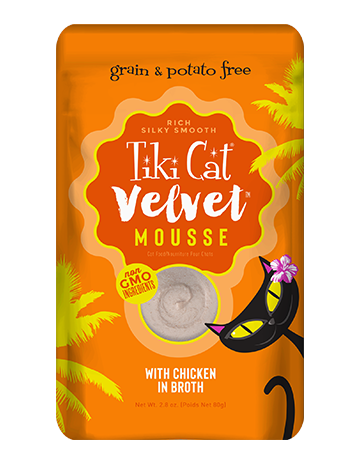 grain & potato free
RICH
SILKY SMOOTH
Tiki Cat®
Velvet™
MOUSSE
non
GMO
INGREDIENTS
WITH CHICKEN
IN BROTH
Net Wt. 2.8 oz. (Poids Net 80g)